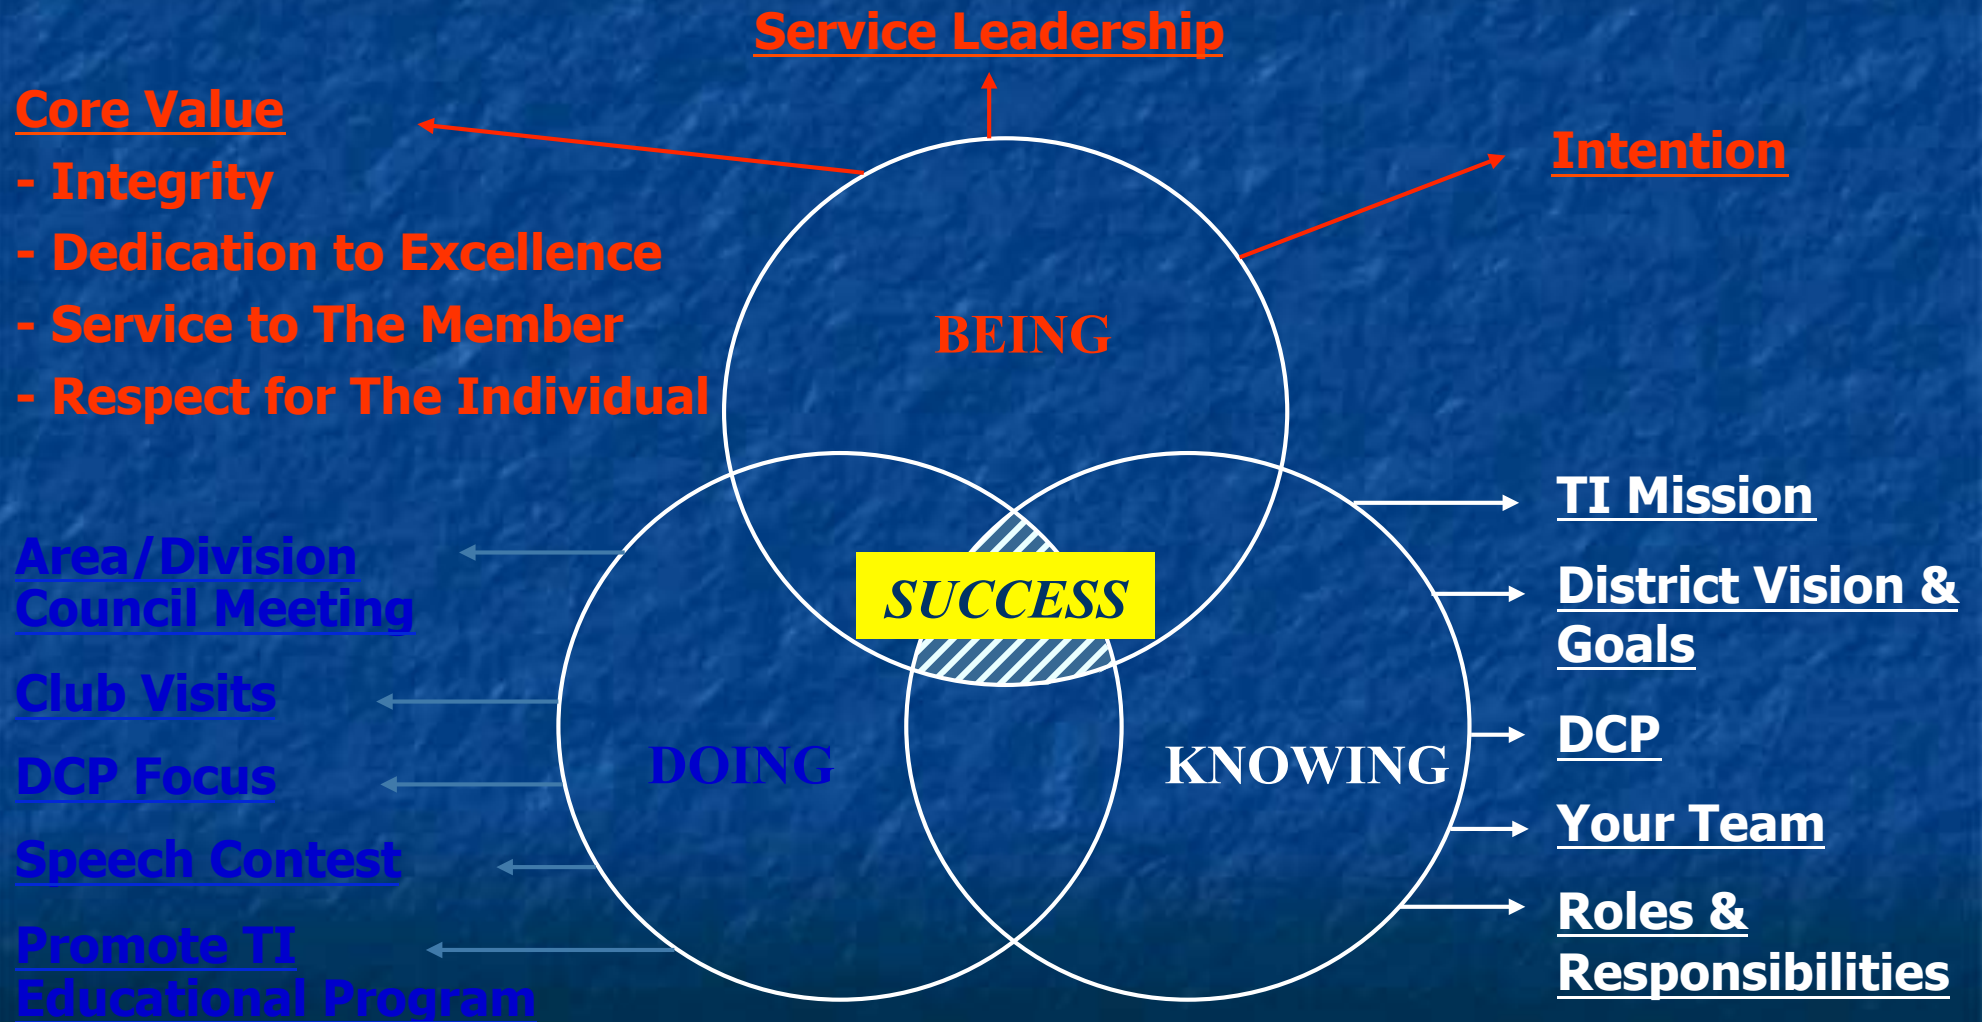 Service Leadership
Core Value
- Integrity
- Dedication to Excellence
- Service to The Member
- Respect for The Individual
Intention
BEING
SUCCESS
DOING
KNOWING
Area/Division
Council Meeting
Club Visits
DCP Focus
Speech Contest
Promote TI
Educational Program
TI Mission
District Vision &
Goals
DCP
Your Team
Roles &
Responsibilities